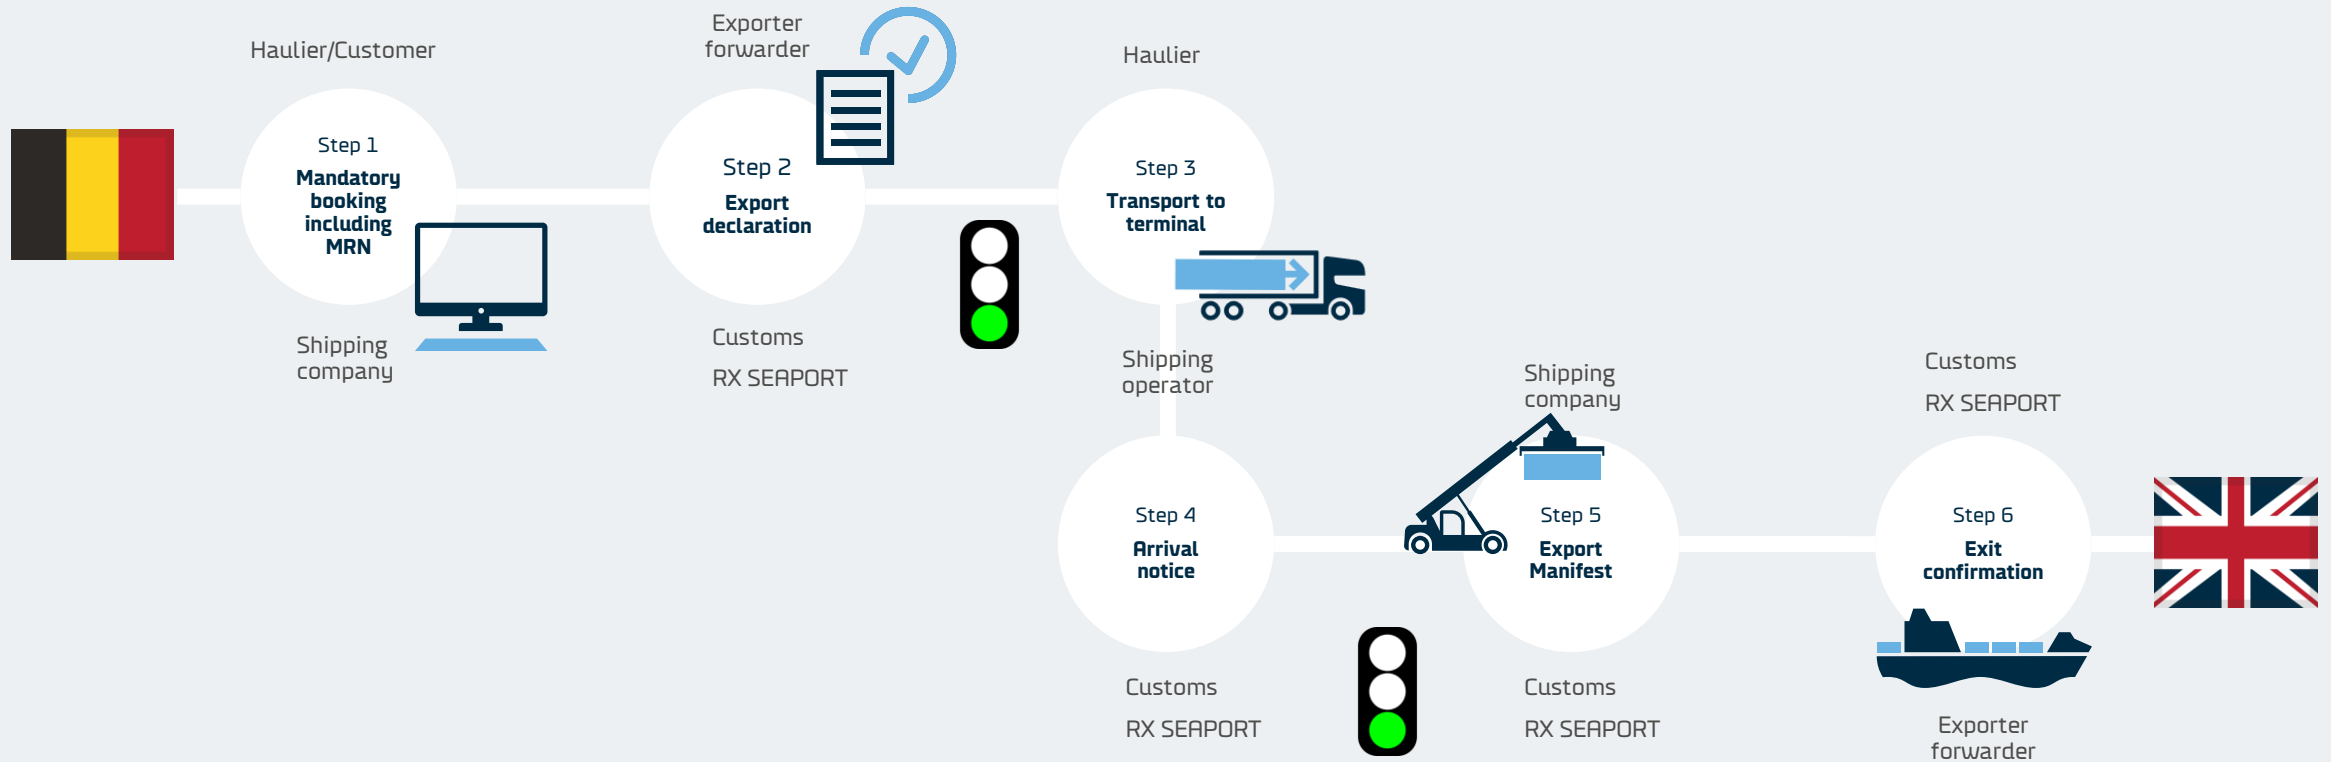 Haulier/Customer
Step 1
Mandatory
booking
including
MRN
Shipping
company
Exporter
forwarder
Step 2
Export
declaration
Customs
RX SEAPORT
Haulier
Step 3
Transport to
terminal
Shipping
operator
Step 4
Arrival
notice
Customs
RX SEAPORT
Shipping
company
Step 5
Export
Manifest
Customs
RX SEAPORT
Customs
RX SEAPORT
Step 6
Exit
confirmation
Exporter
forwarder